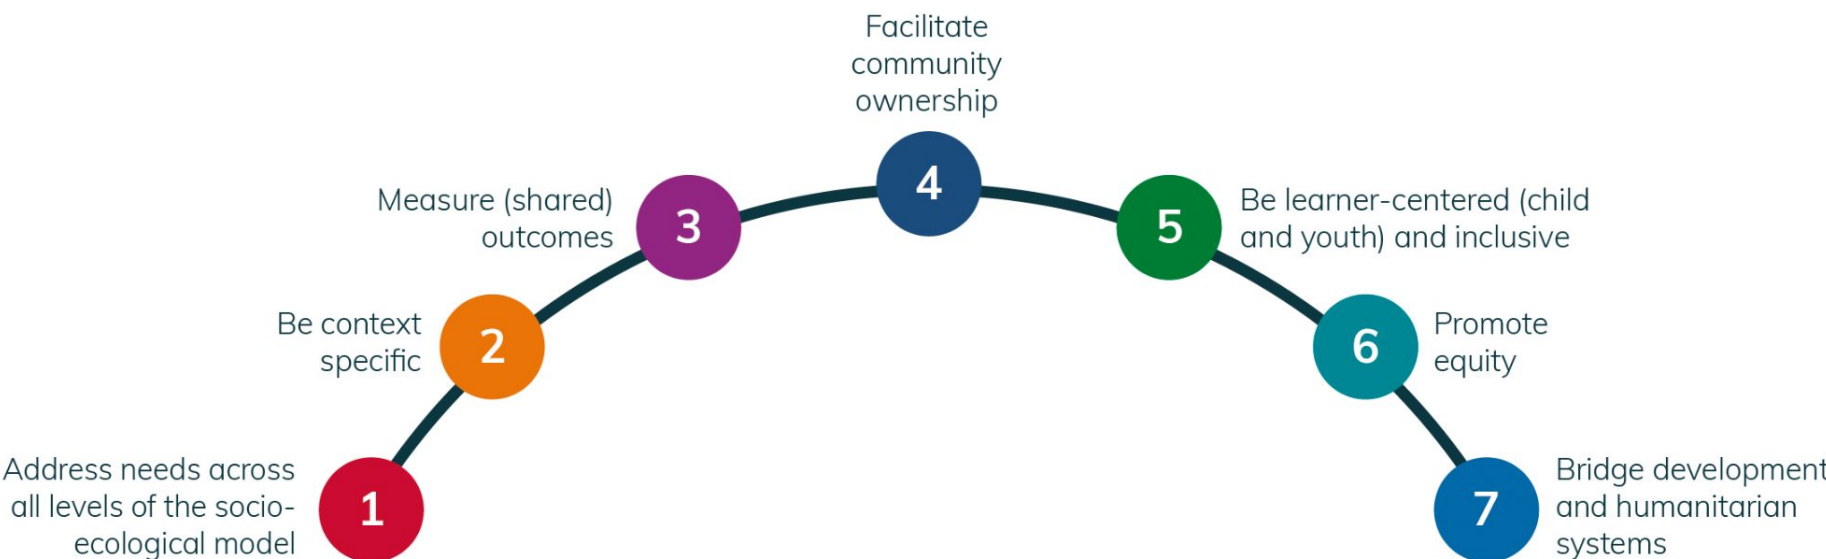 1
Address needs across
all levels of the socio-
ecological model
2
Be context
specific
3
Measure (shared)
outcomes
4
Facilitate
community
ownership
5
Be learner-centered (child
and youth) and inclusive
6
Promote
equity
7
Bridge development
and humanitarian
systems